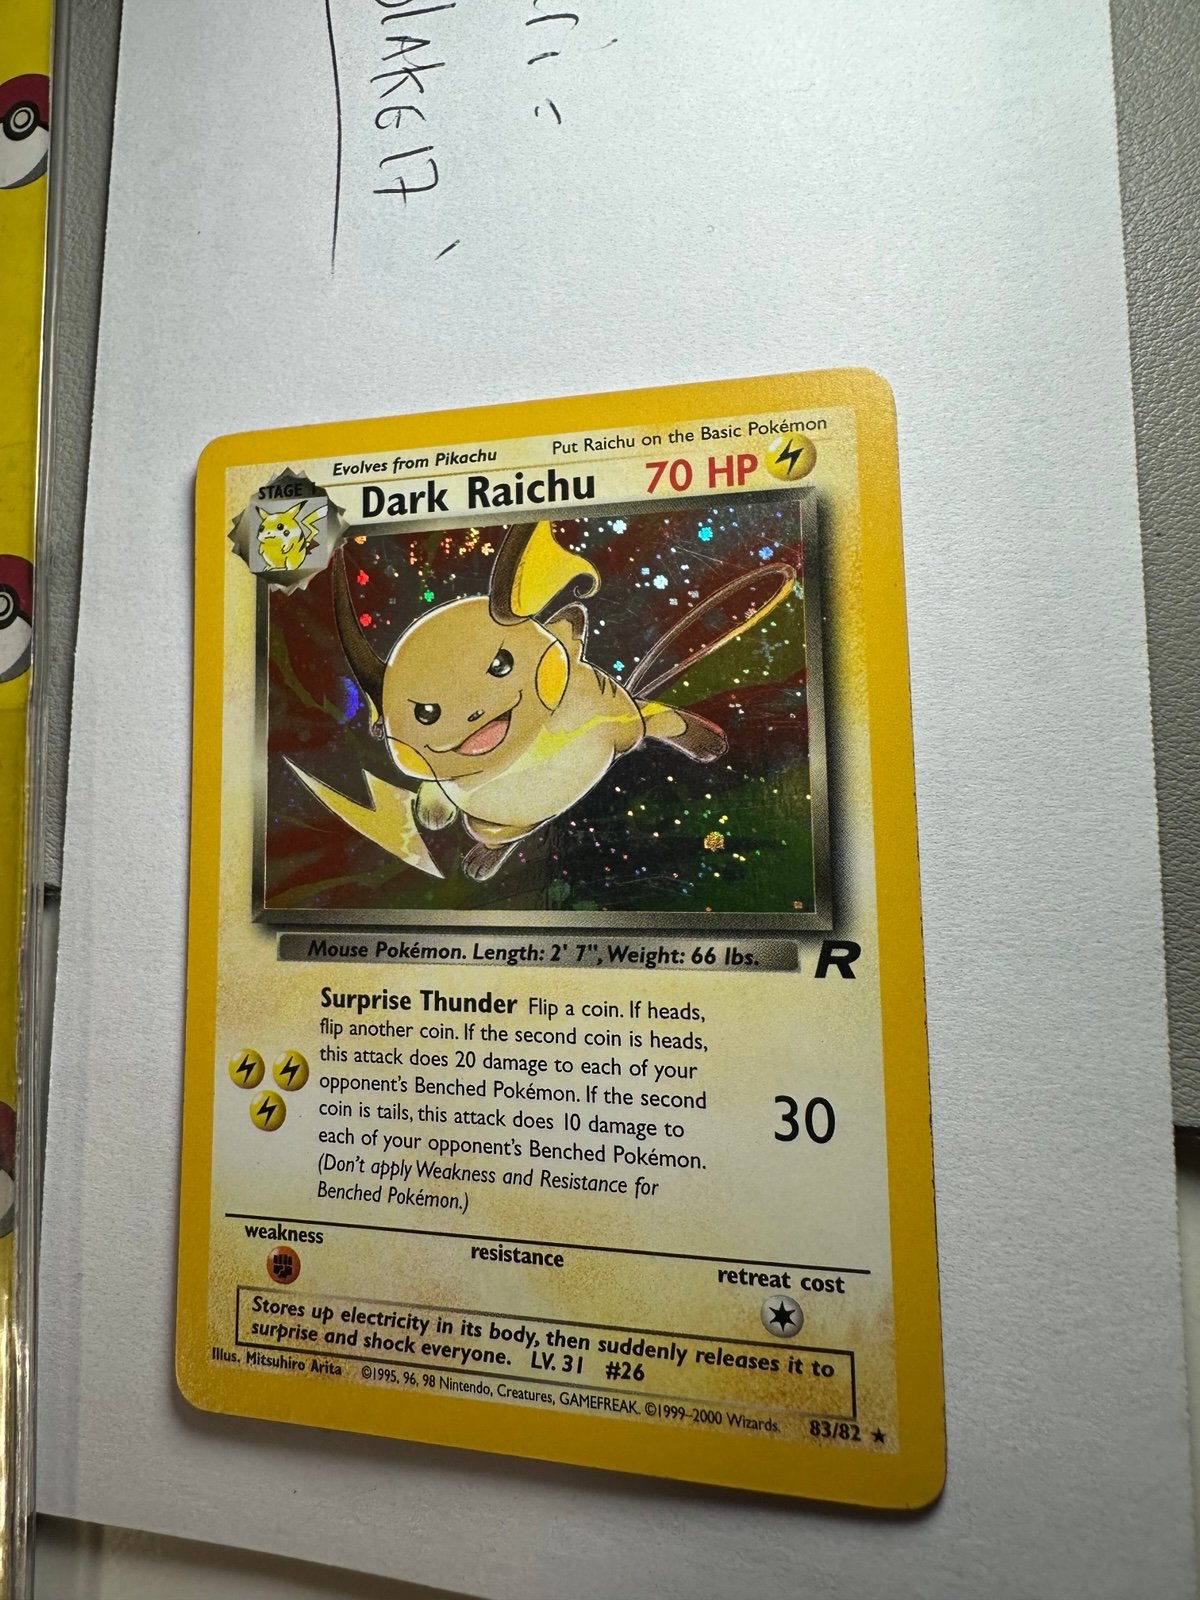 BLAKE17
Evolves from Pikachu
Put Raichu on the Basic Pokémon
STAGE 1
Dark Raichu
70 HP
Mouse Pokémon. Length: 2' 7", Weight: 66 lbs.
R
Surprise Thunder Flip a coin. If heads,
flip another coin. If the second coin is heads,
this attack does 20 damage to each of your
opponent's Benched Pokémon. If the second
coin is tails, this attack does 10 damage to
each of your opponent's Benched Pokémon.
(Don't apply Weakness and Resistance for
Benched Pokémon.)
30
weakness
resistance
retreat cost
Stores up electricity in its body, then suddenly releases it to
surprise and shock everyone. LV. 31 #26
Illus. Mitsuhiro Arita ©1995, 96, 98 Nintendo, Creatures, GAMEFREAK. ©1999-2000 Wizards. 83/82 ★